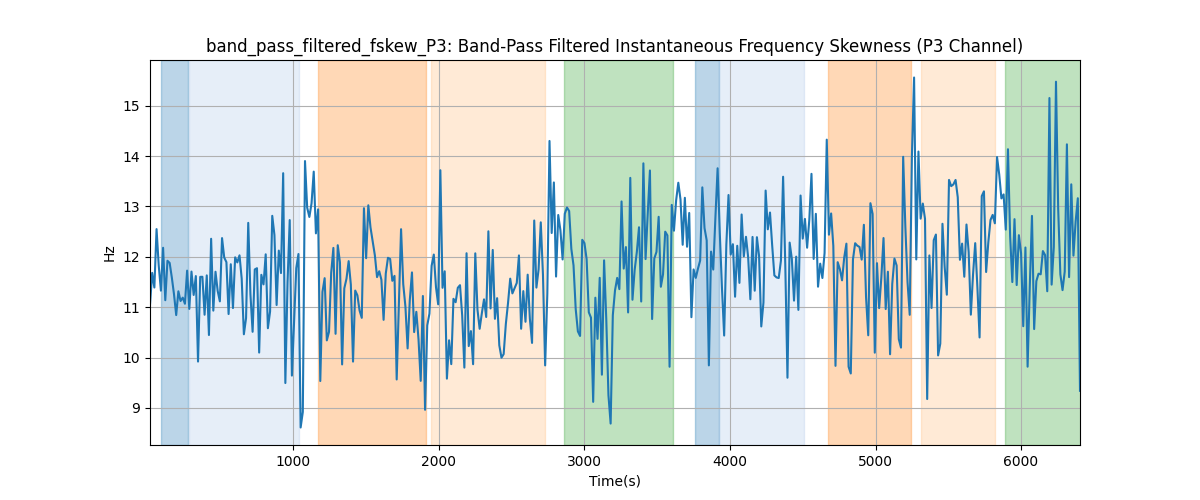 band_pass_filtered_fskew_P3: Band-Pass Filtered Instantaneous Frequency Skewness (P3 Channel)
15
14
13
12
11
10
9
Hz
1000 2000 3000 4000 5000 6000
Time(s)